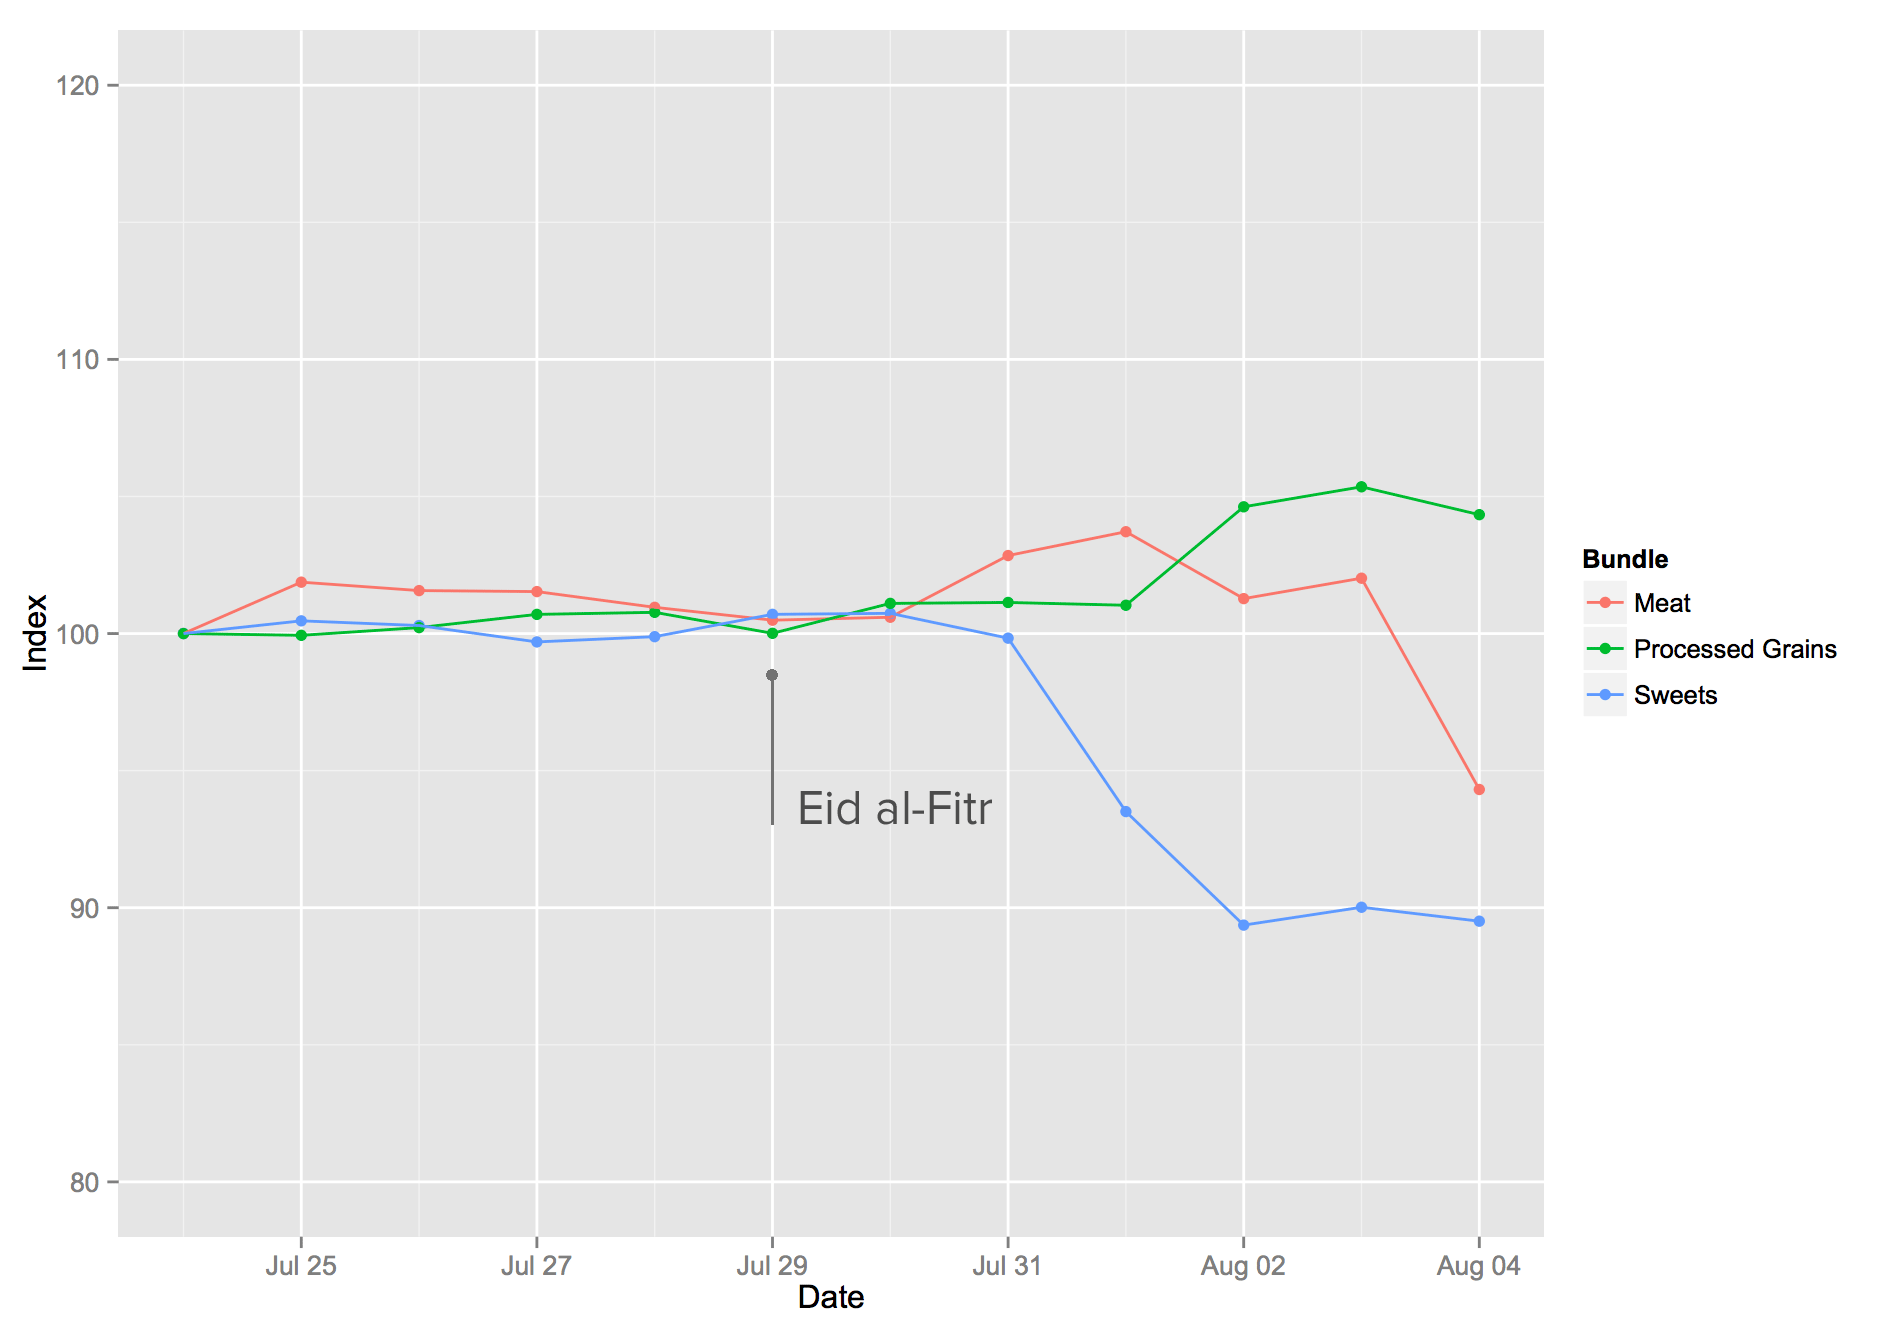 120
110
100
90
80
Index
Eid al-Fitr
Jul 25
Jul 27
Jul 29
Jul 31
Aug 02
Aug 04
Date
Bundle
Meat
Processed Grains
Sweets